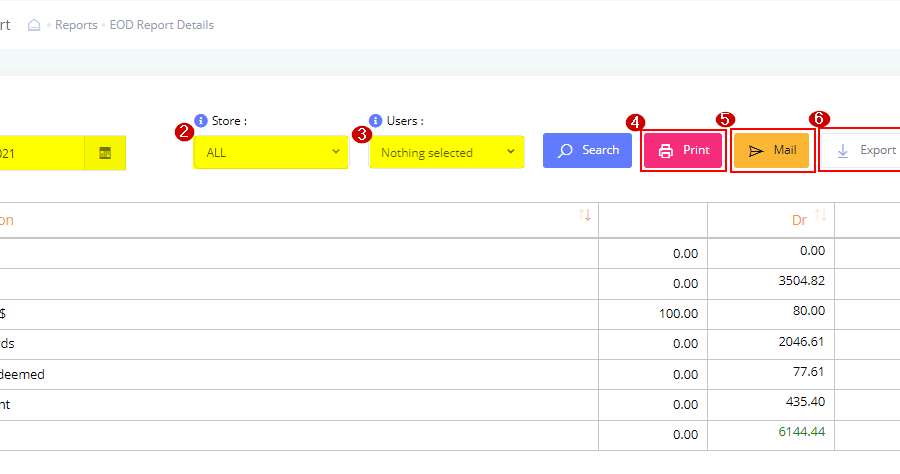 rt Reports EOD Report Details
2 Store : 3 Users :
021 ALL Nothing selected Search 4 Print 5 Mail 6 Export
on Dr
0.00 0.00
0.00 3504.82
$ 100.00 80.00
rds 0.00 2046.61
deemed 0.00 77.61
nt 0.00 435.40
0.00 6144.44